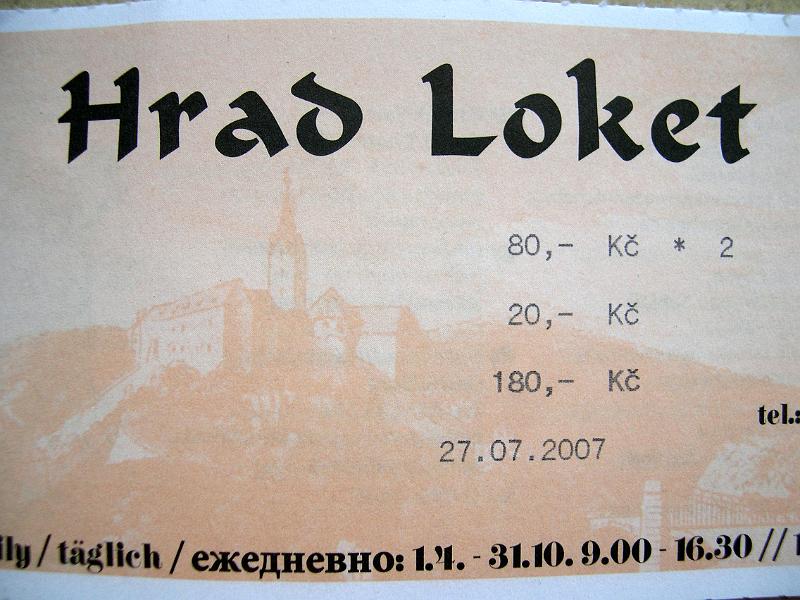 Hrad Loket
80,- Kč * 2
20,- Kč
180,- Kč
tel.:
27.07.2007
ily / täglich / ежедневно: 1.4. - 31.10. 9.00 - 16.30 //